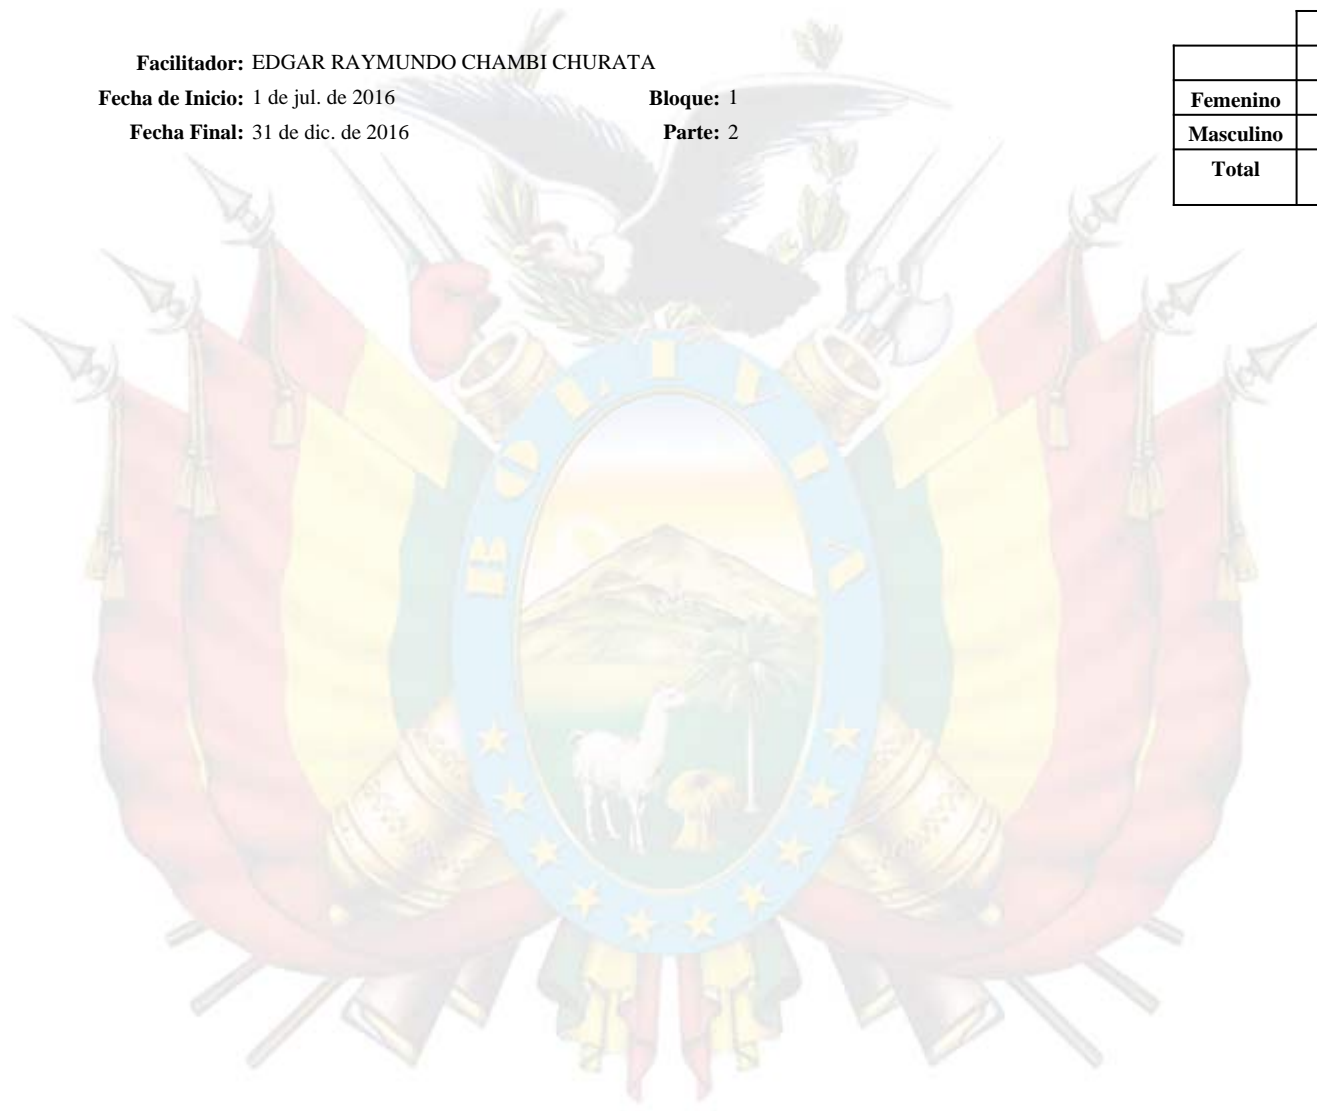 Facilitador: EDGAR RAYMUNDO CHAMBI CHURATA
Fecha de Inicio: 1 de jul. de 2016 Bloque: 1
Fecha Final: 31 de dic. de 2016 Parte: 2
Femenino
Masculino
Total
BOLIVIA